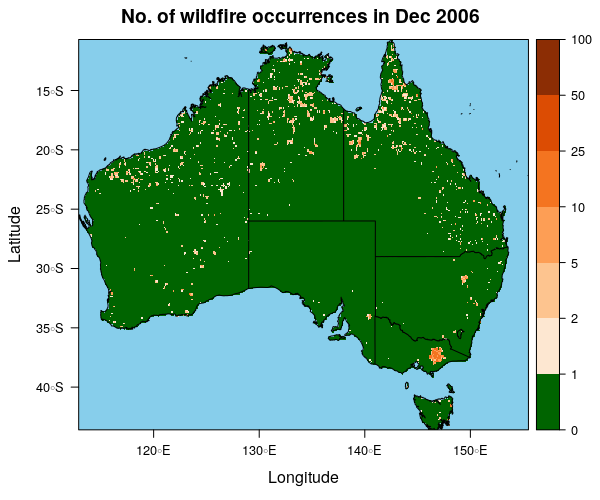 No. of wildfire occurrences in Dec 2006
100
50
25
10
5
2
1
0
15°S
20°S
25°S
30°S
35°S
40°S
Latitude
120°E
130°E
140°E
150°E
Longitude